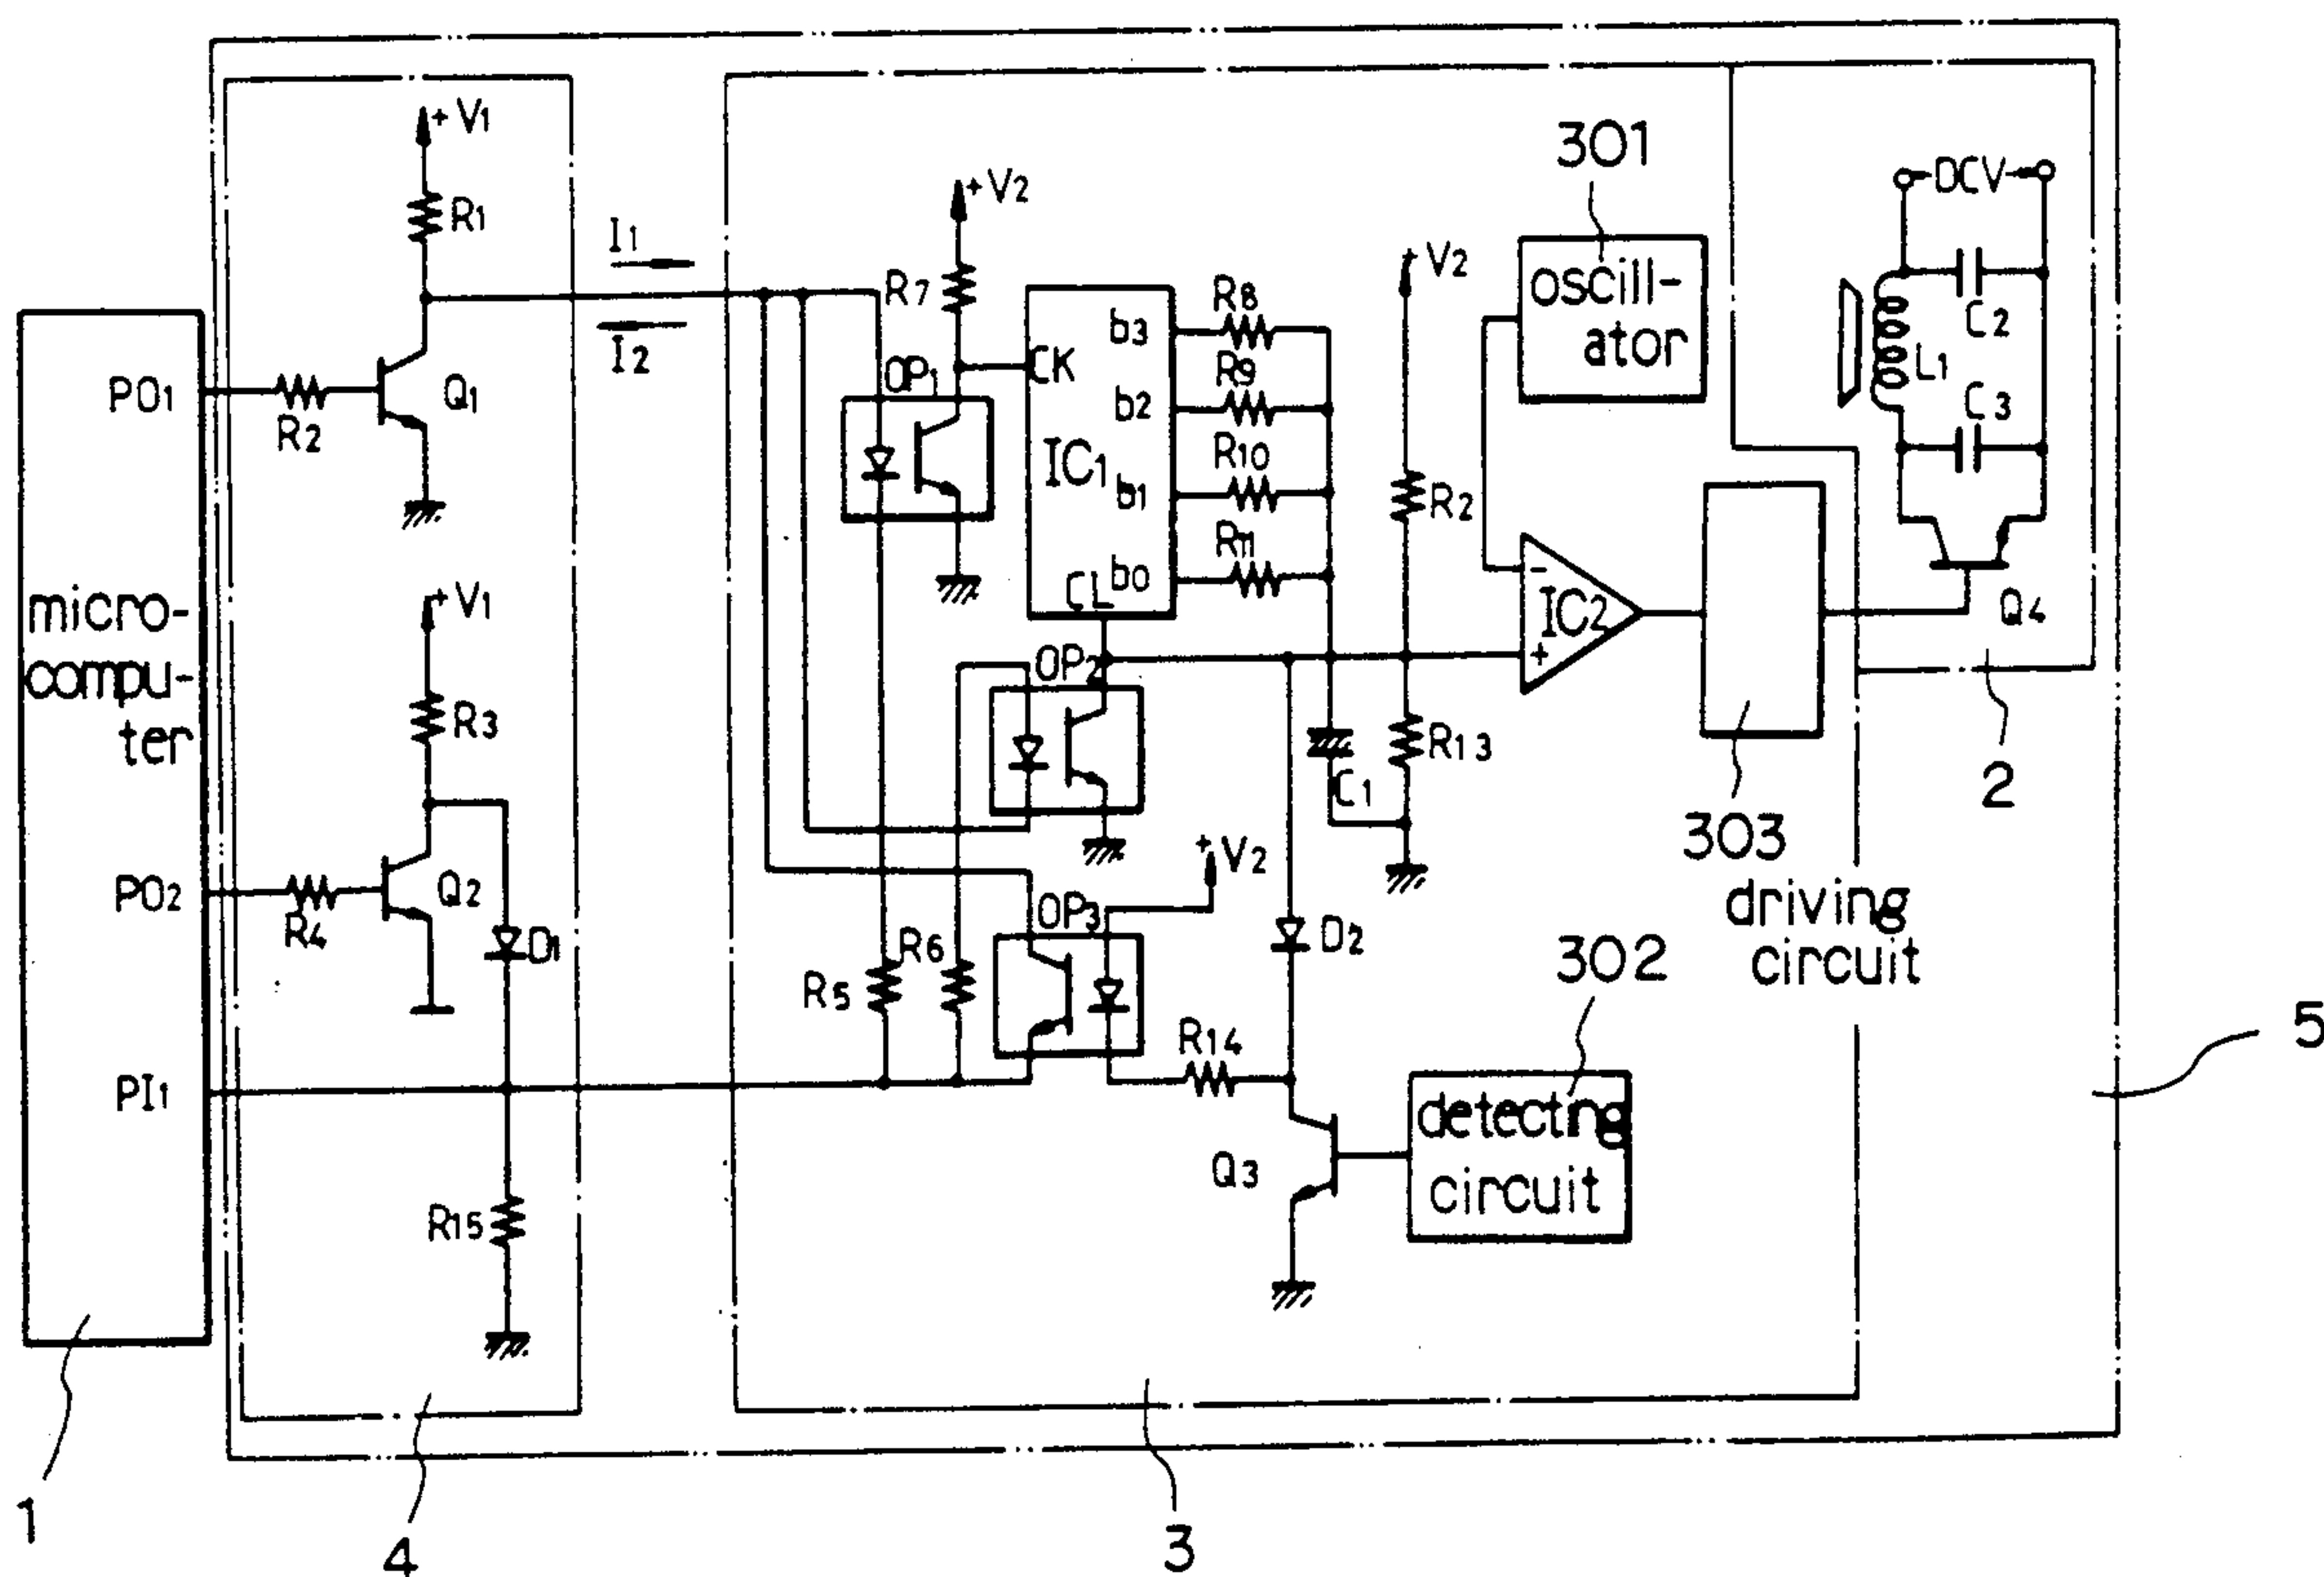 +V1
R1
I1
I2
PO1
R2
Q1
micro-
compu-
ter
+V1
R3
PO2
R4
Q2
D1
PI1
R15
+V2
R7
OP1
CK
IC1
b3
b2
b1
b0
CL
R8
R9
R10
R11
OP2
+V2
R2
R13
C1
301
oscill-
ator
DCV
C2
L1
C3
Q4
IC2
-
+
2
303
driving
circuit
+V2
OP3
R5
R6
R14
D2
302
detecting
circuit
Q3
5
1
4
3